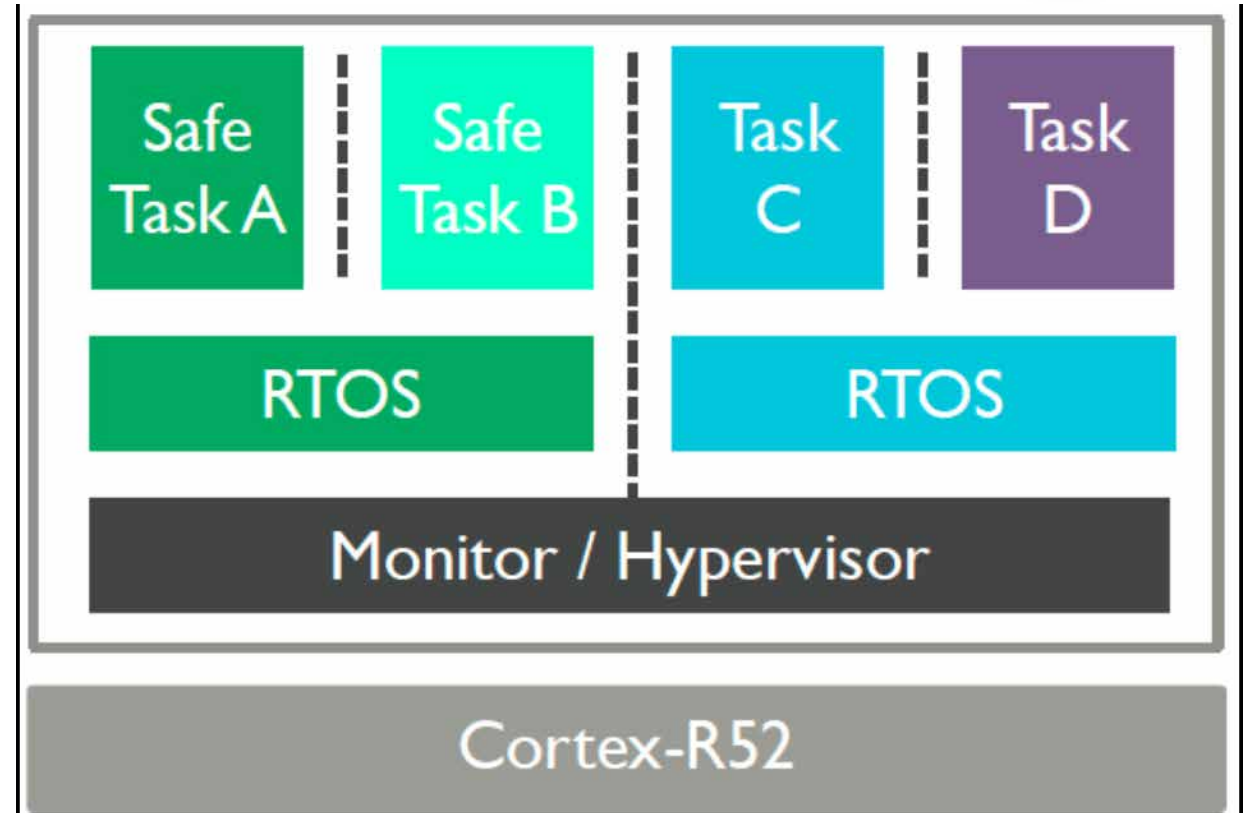 Safe
Task A
Safe
Task B
Task
C
Task
D
RTOS
RTOS
Monitor / Hypervisor
Cortex-R52